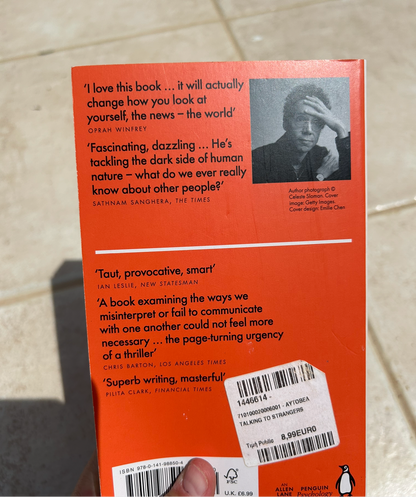 ‘I love this book ... it will actually
change how you look at
yourself, the news – the world’
OPRAH WINFREY
‘Fascinating, dazzling ... He’s
tackling the dark side of human
nature – what do we ever really
know about other people?’
SATHNAM SANGHERA, THE TIMES
Author photograph ©
Celeste Sloman. Cover
image: Getty Images
Cover design: Emilie Chen
‘Taut, provocative, smart’
IAN LESLIE, NEW STATESMAN
‘A book examining the ways we
misinterpret or fail to communicate
with one another could not feel more
necessary ... the page-turning urgency
of a thriller’
CHRIS BARTON, LOS ANGELES TIMES
‘Superb writing, masterful’
PILITA CLARK, FINANCIAL TIMES
1446614 -
TALKING TO STRANGERS
8,99EURO
ISBN 978-0-141-98850-4
FSC
U.K. £8.99
AN
ALLEN
LANE
PENGUIN
Psychology